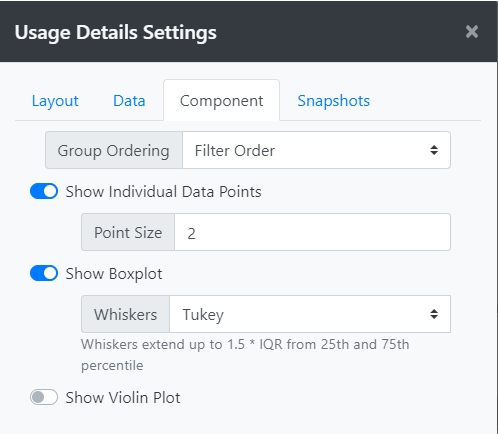 Usage Details Settings ×
Layout Data Component Snapshots
Group Ordering Filter Order
Show Individual Data Points
Point Size 2
Show Boxplot
Whiskers Tukey
Whiskers extend up to 1.5 * IQR from 25th and 75th
percentile
Show Violin Plot